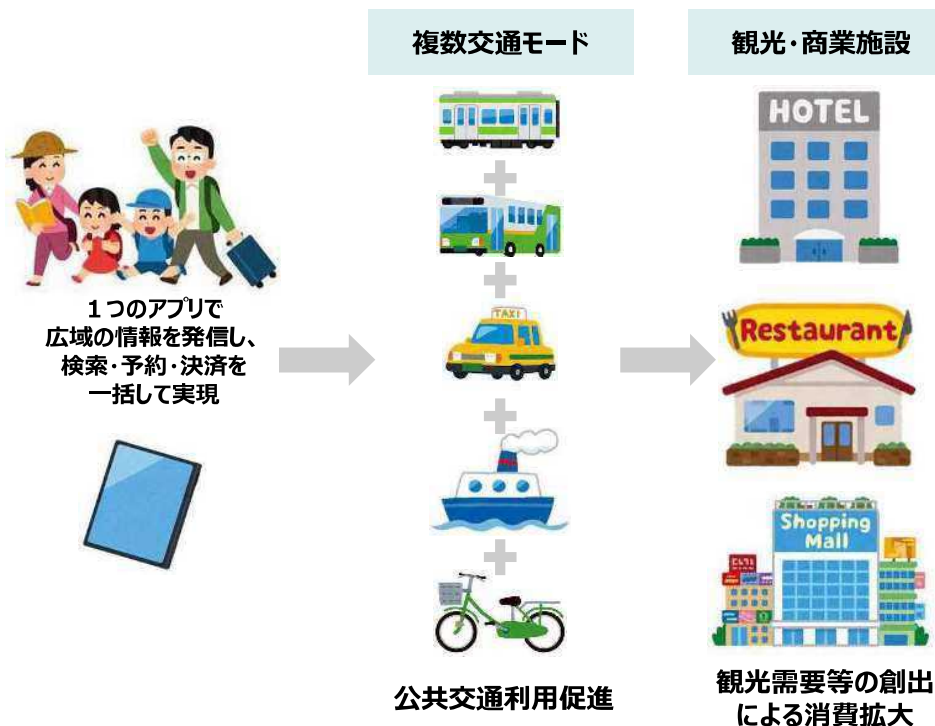 複数交通モード
観光・商業施設
HOTEL
1つのアプリで
広域の情報を発信し、
検索・予約・決済を
一括して実現
TAXI
Restaurant
Shopping
Mall
公共交通利用促進
観光需要等の創出
による消費拡大